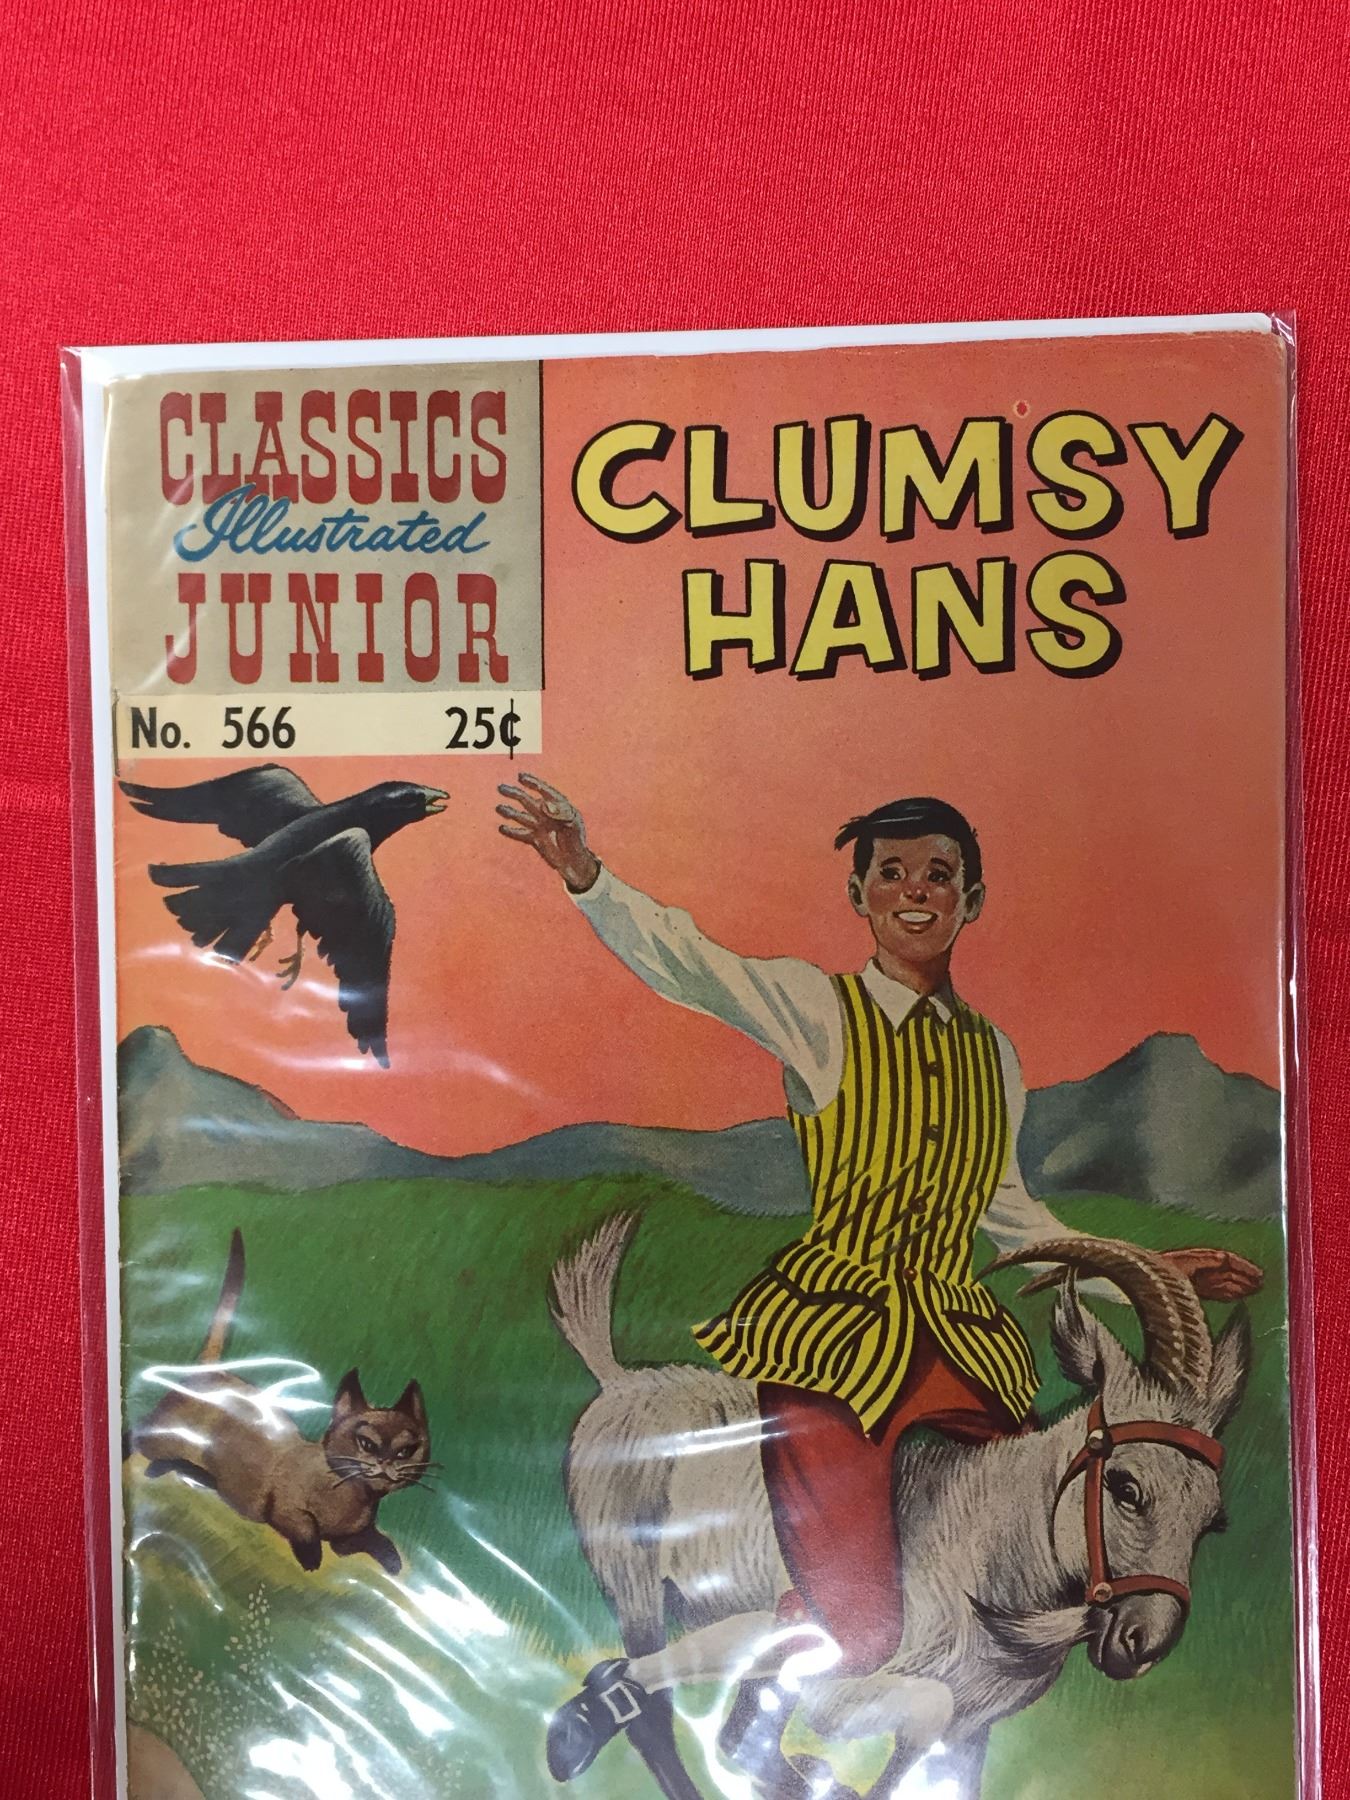 CLASSICS
Illustrated
JUNIOR
No. 566 25¢
CLUMSY
HANS